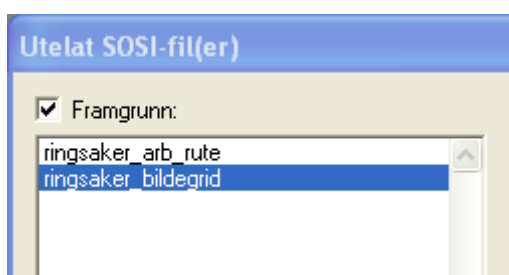 Utelat SOSI-fil(er)
Framgrunn:
ringsaker_arb_rute
ringsaker_bildegrid